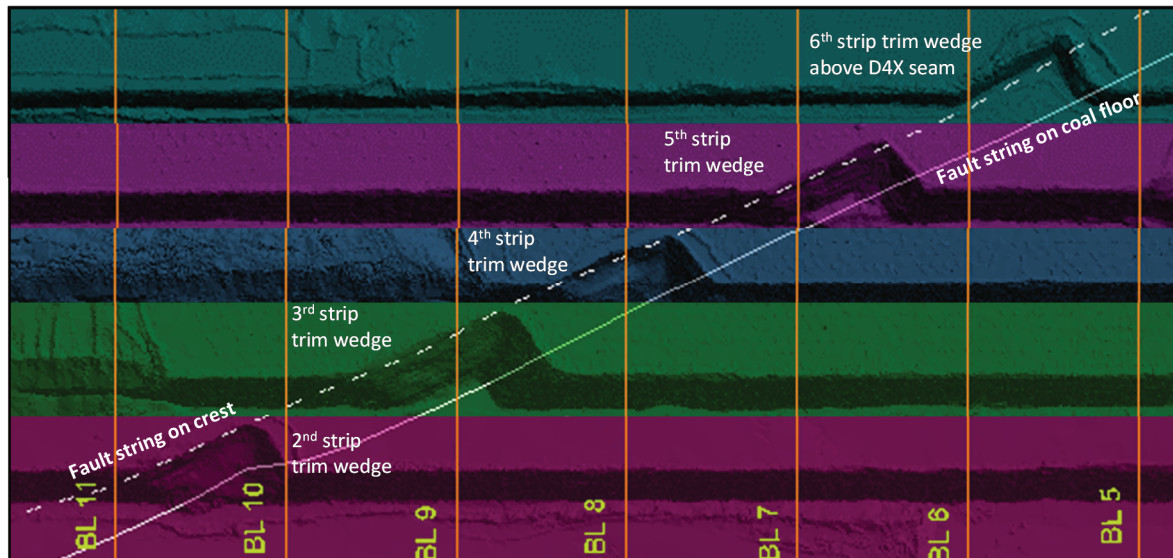 6th strip trim wedge
above D4X seam
5th strip
trim wedge
Fault string on coal floor
4th strip
trim wedge
3rd strip
trim wedge
Fault string on crest
2nd strip
trim wedge
BL 11
BL 10
BL 9
BL 8
BL 7
BL 6
BL 5